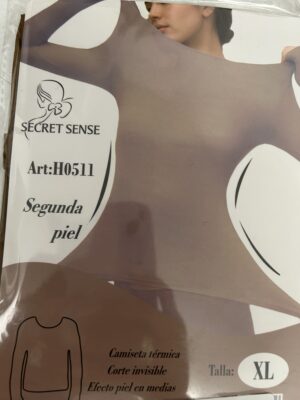 SECRET SENSE
Art:H0511
Segunda
piel
Camiseta térmica
Corte invisible
Efecto piel en medias
Talla: XL